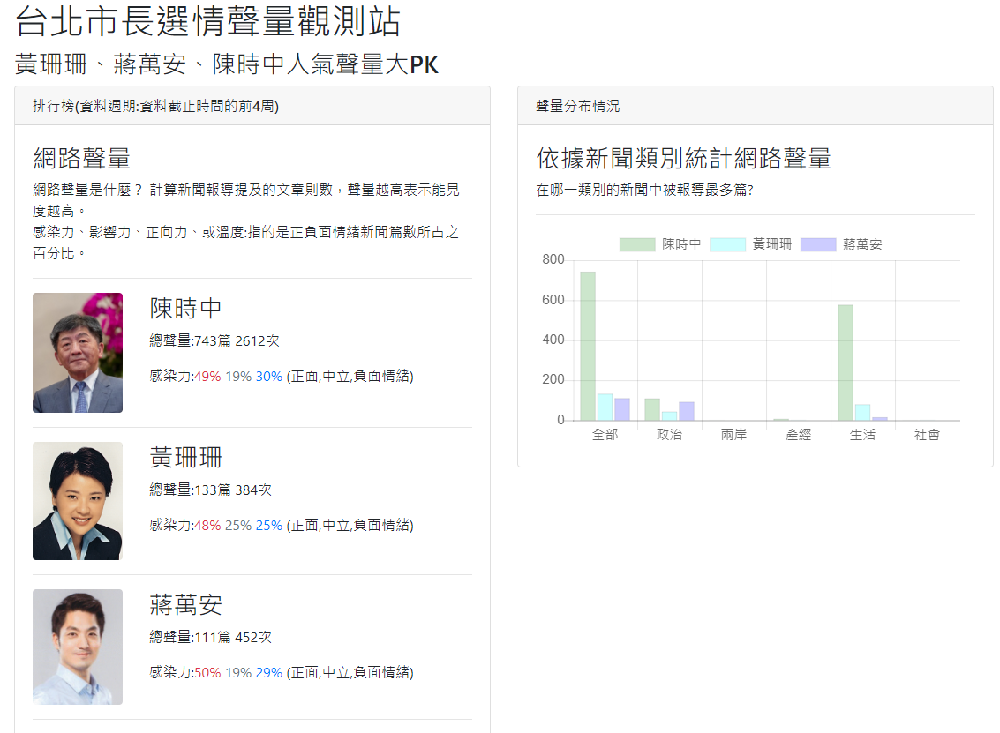 台北市長選情聲量觀測站
黃珊珊、蔣萬安、陳時中人氣聲量大PK
排行榜(資料週期:資料截止時間的前4周)
網路聲量
網路聲量是什麼？ 計算新聞報導提及的文章則數，聲量越高表示能見
度越高。
感染力、影響力、正向力、或溫度:指的是正負面情緒新聞篇數所占之
百分比。
陳時中
總聲量:743篇 2612次
感染力:49% 19% 30% (正面,中立,負面情緒)
黃珊珊
總聲量:133篇 384次
感染力:48% 25% 25% (正面,中立,負面情緒)
蔣萬安
總聲量:111篇 452次
感染力:50% 19% 29% (正面,中立,負面情緒)
聲量分布情況
依據新聞類別統計網路聲量
在哪一類別的新聞中被報導最多篇?
陳時中 黃珊珊 蔣萬安
800
600
400
200
0
全部 政治 兩岸 產經 生活 社會